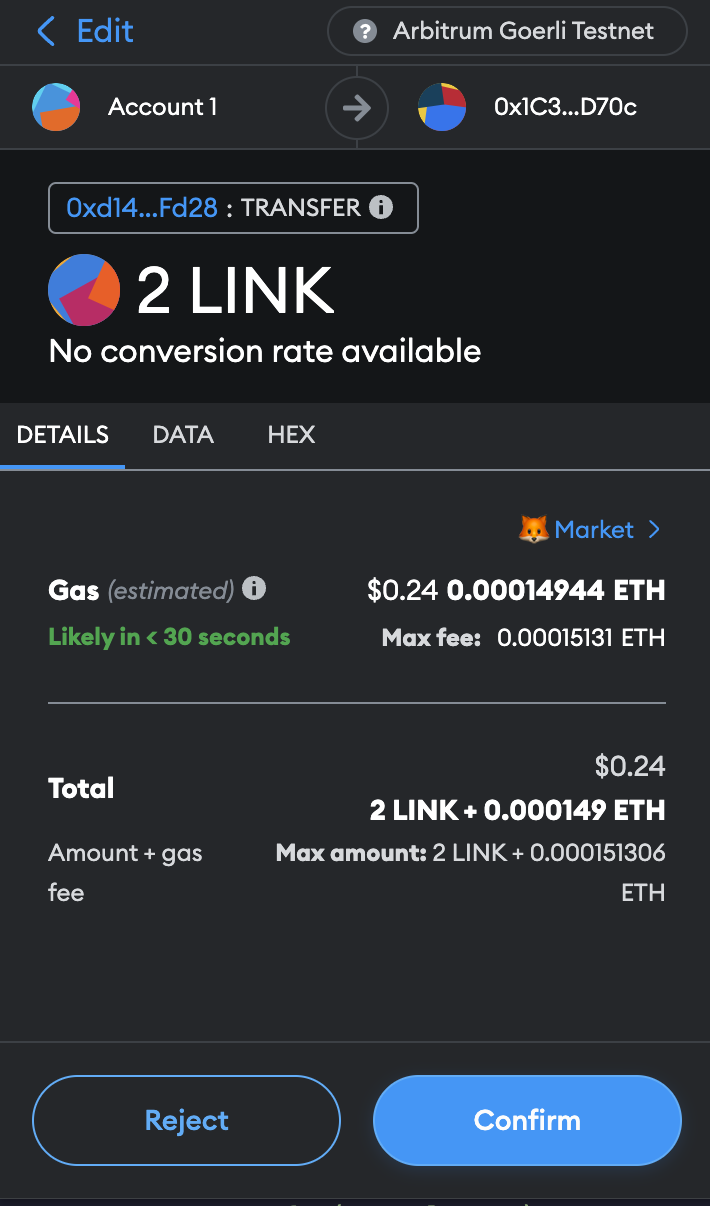 Edit
? Arbitrum Goerli Testnet
Account 1
0x1C3...D70c
0xd14...Fd28 : TRANSFER
2 LINK
No conversion rate available
DETAILS DATA HEX
Market
Gas (estimated) $0.24 0.00014944 ETH
Likely in < 30 seconds Max fee: 0.00015131 ETH
$0.24
Total
2 LINK + 0.000149 ETH
Amount + gas fee
Max amount: 2 LINK + 0.000151306
ETH
Reject Confirm